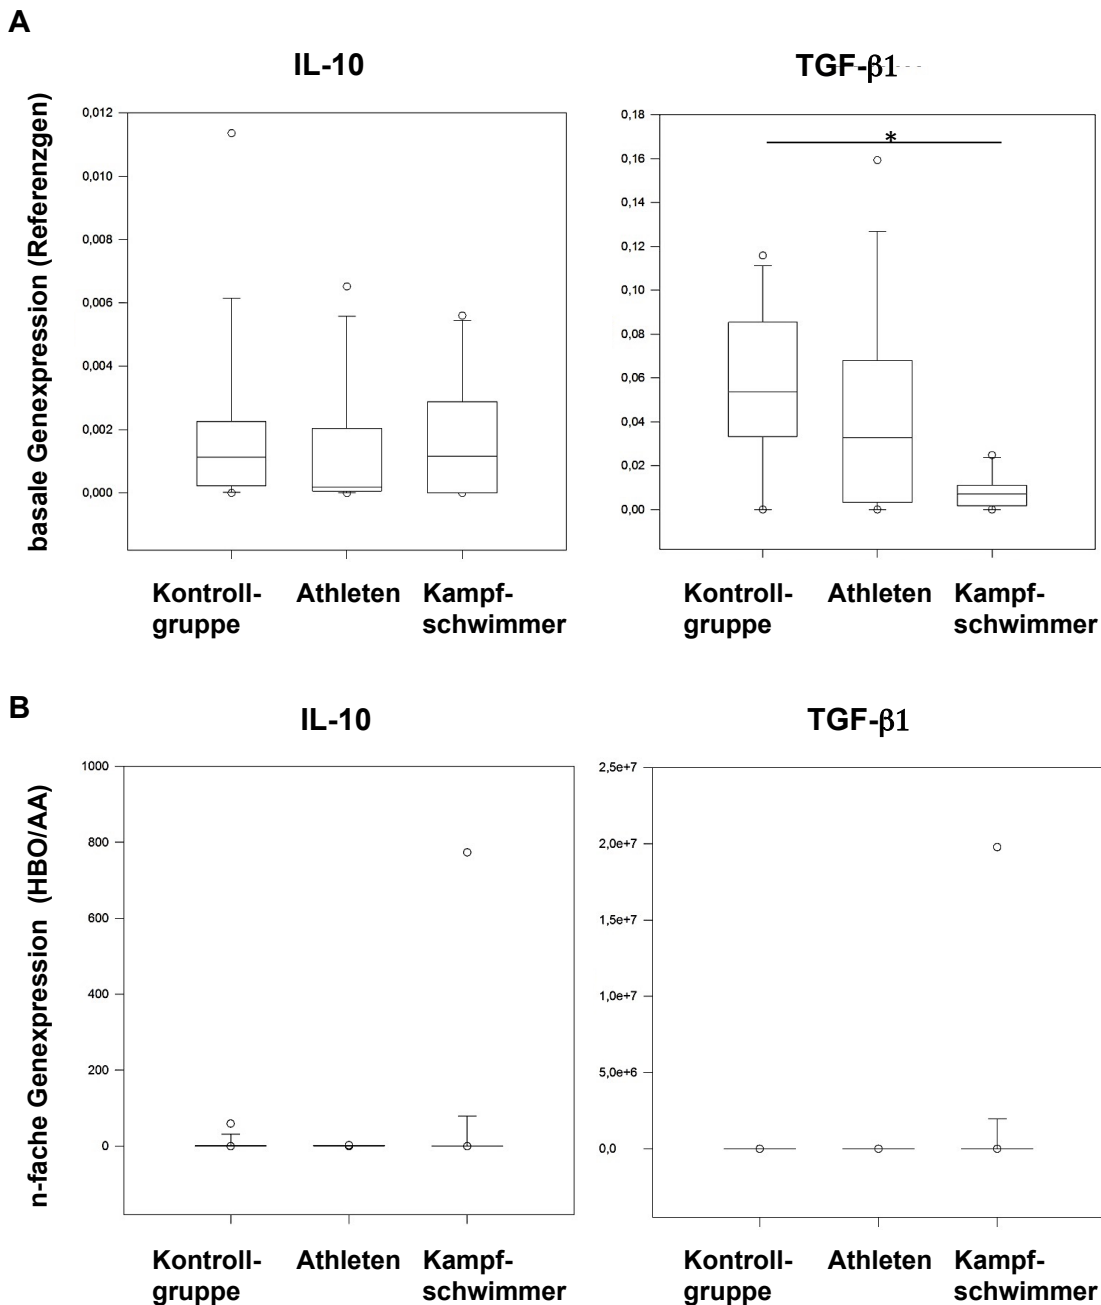 A
IL-10
TGF-β1
basale Genexpression (Referenzgen)
0,012
0,010
0,008
0,006
0,004
0,002
0,000
0,18
0,16
0,14
0,12
0,10
0,08
0,06
0,04
0,02
0,00
*
Kontroll-
gruppe
Athleten
Kampf-
schwimmer
Kontroll-
gruppe
Athleten
Kampf-
schwimmer
B
IL-10
TGF-β1
n-fache Genexpression (HBO/AA)
1000
800
600
400
200
0
2,5e+7
2,0e+7
1,5e+7
1,0e+7
5,0e+6
0,0
Kontroll-
gruppe
Athleten
Kampf-
schwimmer
Kontroll-
gruppe
Athleten
Kampf-
schwimmer